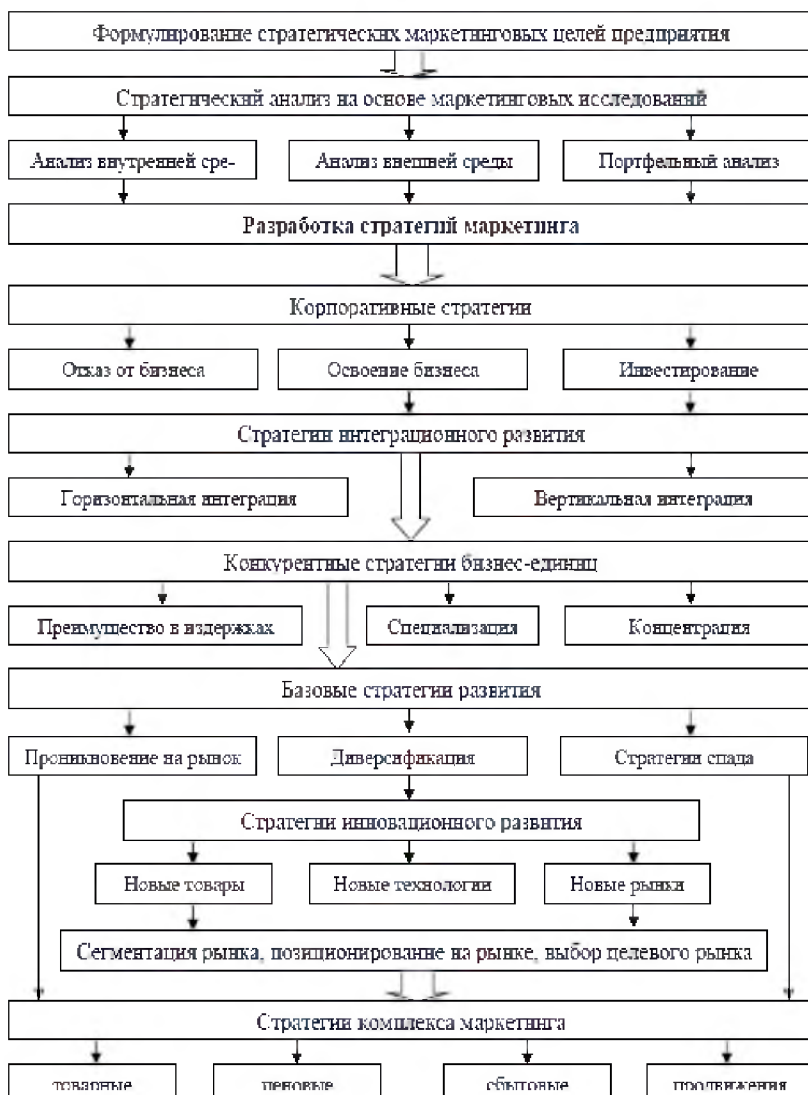 Формулирование стратегических маркетинговых целей предприятия
Стратегический анализ на основе маркетинговых исследований
Анализ внутренней сре-
Анализ внешней среды
Портфельный анализ
Разработка стратегий маркетинга
Корпоративные стратегии
Отказ от бизнеса
Освоение бизнеса
Инвестирование
Стратегии интеграционного развития
Горизонтальная интеграция
Вертикальная интеграция
Конкурентные стратегии бизнес-единиц
Преимущество в издержках
Специализация
Концентрация
Базовые стратегии развития
Проникновение на рынок
Диверсификация
Стратегии спада
Стратегии инновационного развития
Новые товары
Новые технологии
Новые рынки
Сегментация рынка, позиционирование на рынке, выбор целевого рынка
Стратегии комплекса маркетинга
товарные
ценовые
сбытовые
продвижения